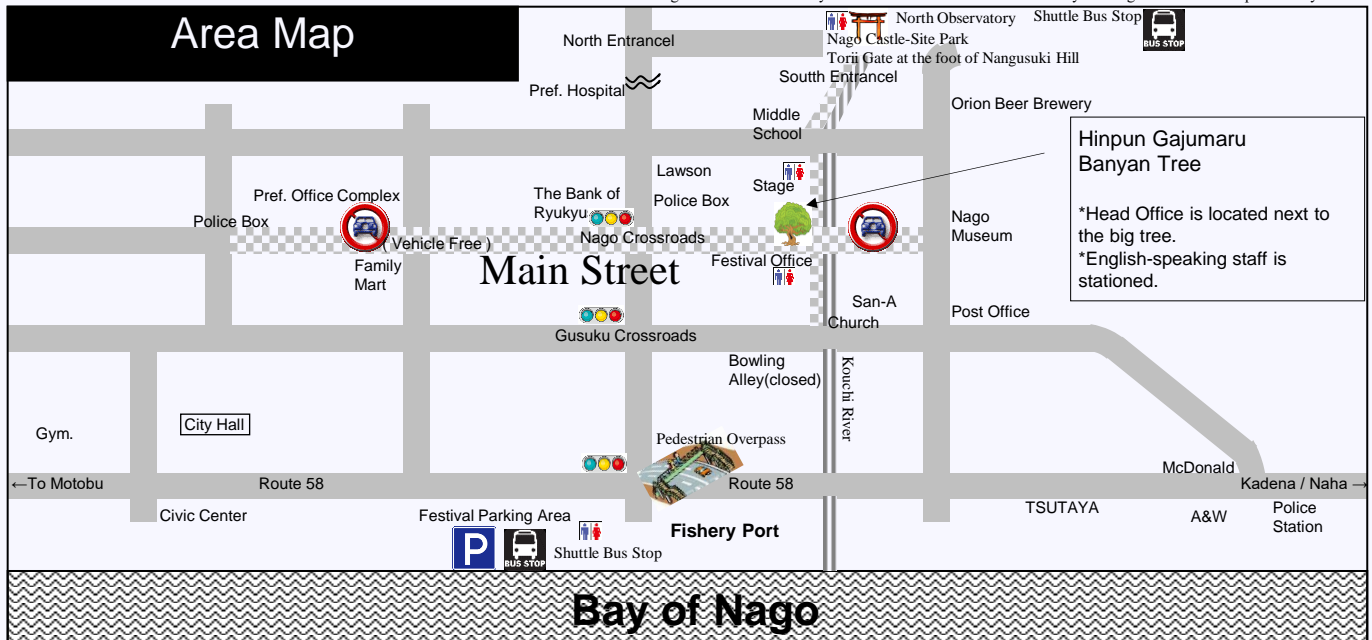 Area Map
North Observatory
Shuttle Bus Stop
BUS STOP
North Entrancel
Nago Castle-Site Park
Torii Gate at the foot of Nangusuki Hill
Soutth Entrancel
Pref. Hospital
Orion Beer Brewery
Middle
School
Hinpun Gajumaru
Banyan Tree
*Head Office is located next to
the big tree.
*English-speaking staff is
stationed.
Lawson
Stage
Pref. Office Complex
The Bank of
Ryukyu
Police Box
Police Box
Nago
Museum
( Vehicle Free )
Nago Crossroads
Family
Mart
Main Street
Festival Office
San-A
Church
Post Office
Gusuku Crossroads
Bowling
Alley(closed)
Kouchi River
City Hall
Gym.
Pedestrian Overpass
McDonald
←To Motobu
Route 58
Route 58
Kadena / Naha →
Civic Center
Festival Parking Area
TSUTAYA
A&W
Police
Station
P
BUS STOP
Shuttle Bus Stop
Fishery Port
Bay of Nago